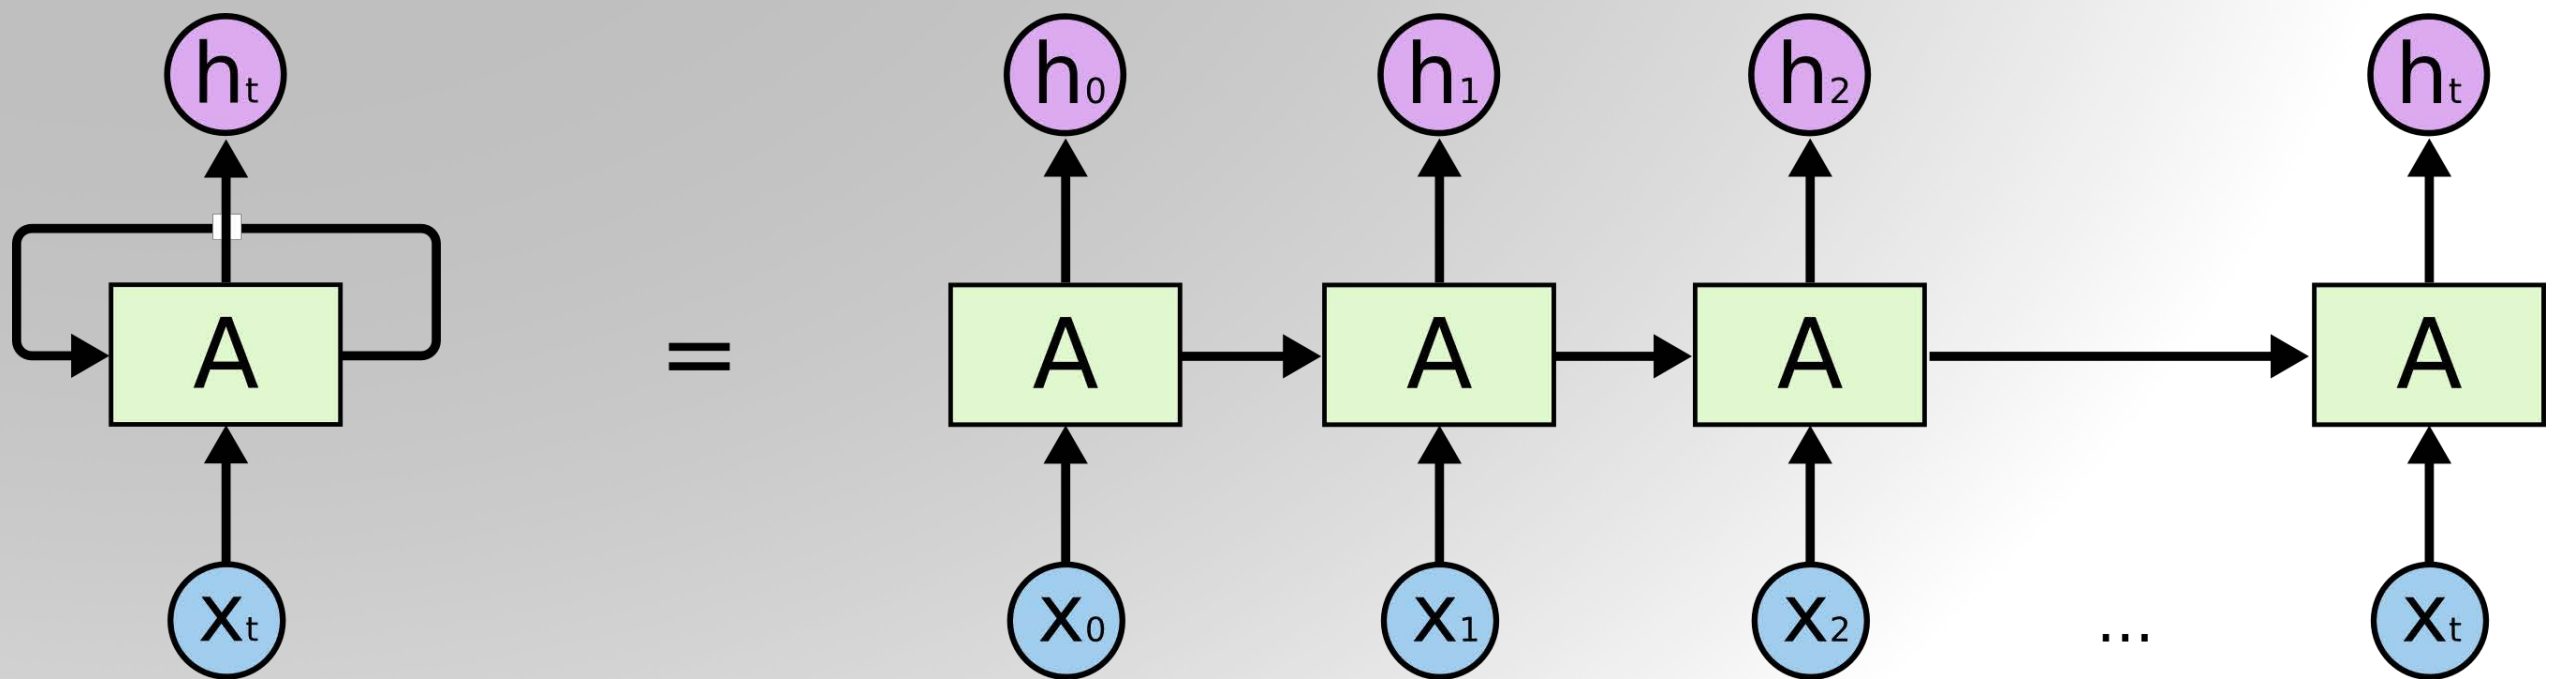 ht h0 h1 h2 ht
A = A A A A
xt x0 x1 x2 ... xt